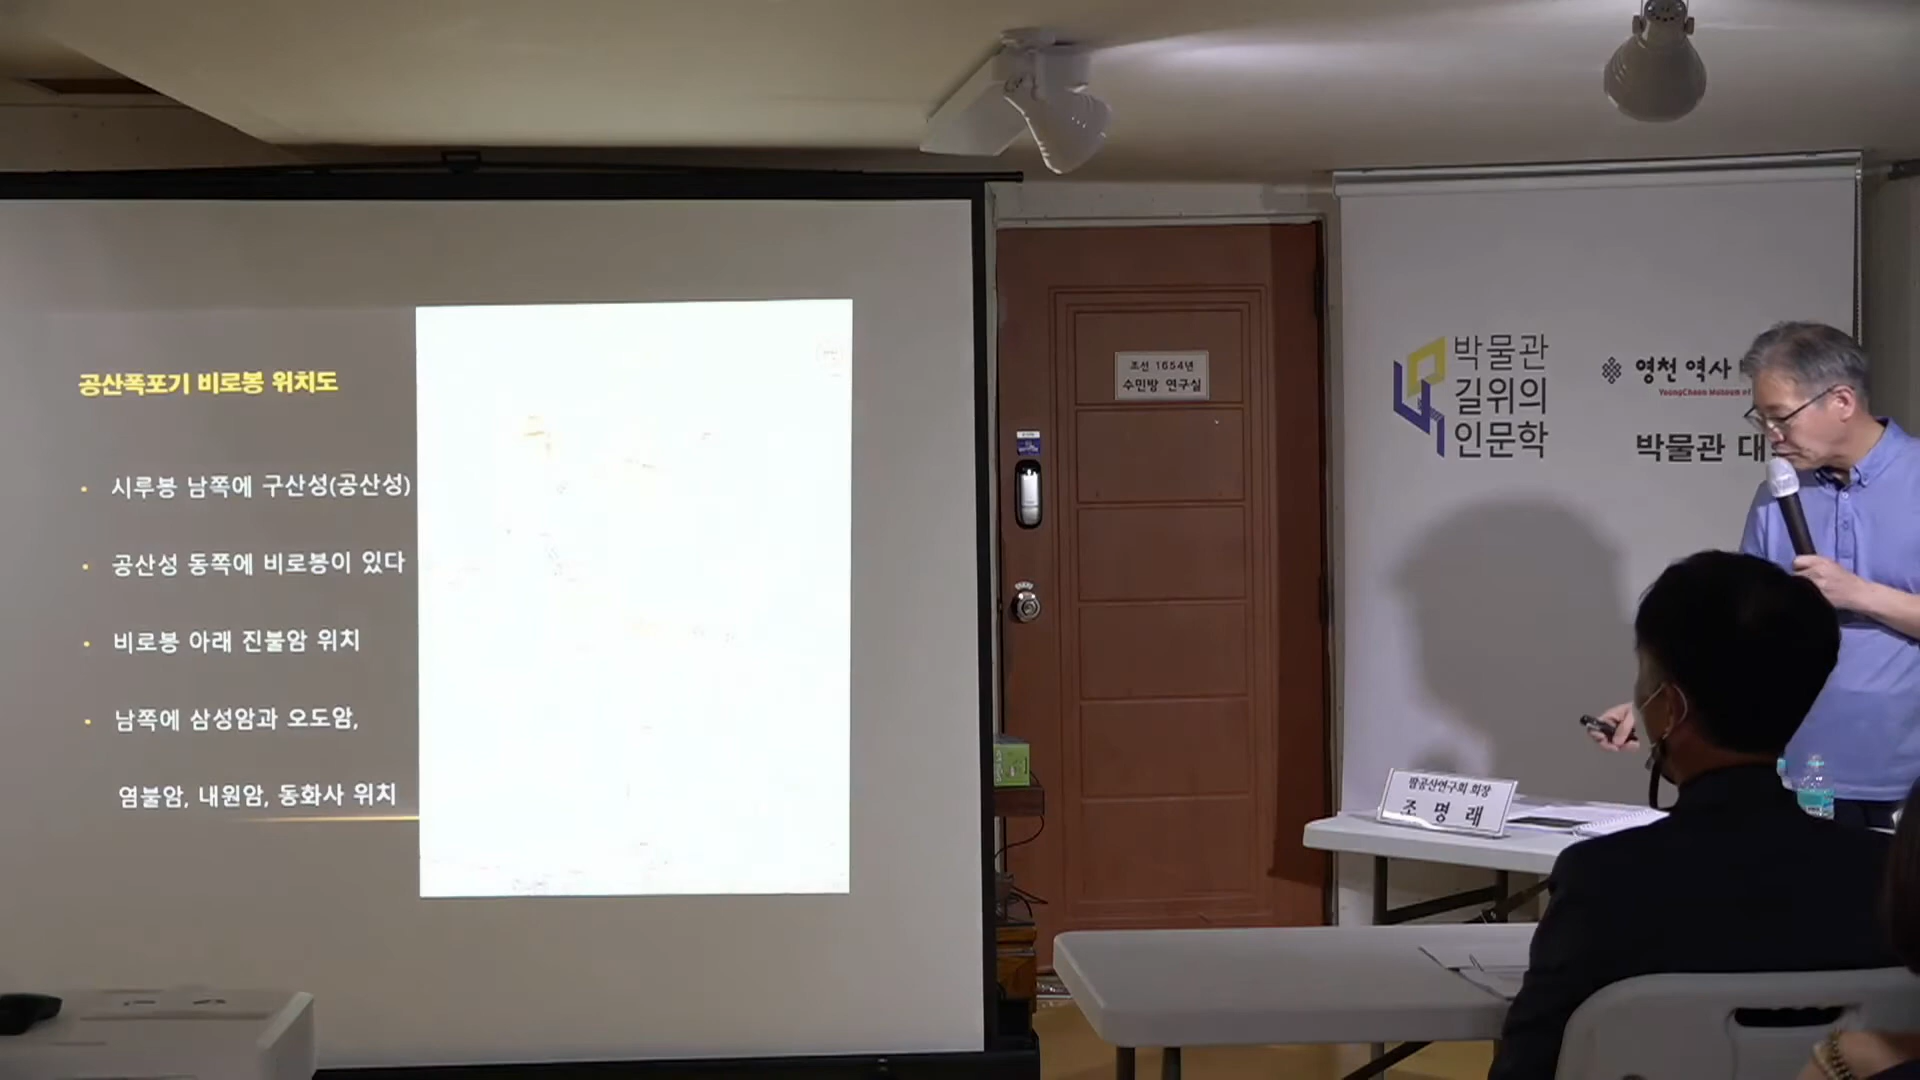 공산폭포기 비로봉 위치도
• 시루봉 남쪽에 구산성(공산성)
• 공산성 동쪽에 비로봉이 있다
• 비로봉 아래 진불암 위치
• 남쪽에 삼성암과 오도암,
염불암, 내원암, 동화사 위치
조선 1654년
수민방 연구실
박물관
길위의
인문학
영천 역사
YeongCheon Museum of
박물관
팔공산연구회 회장
조 명 래